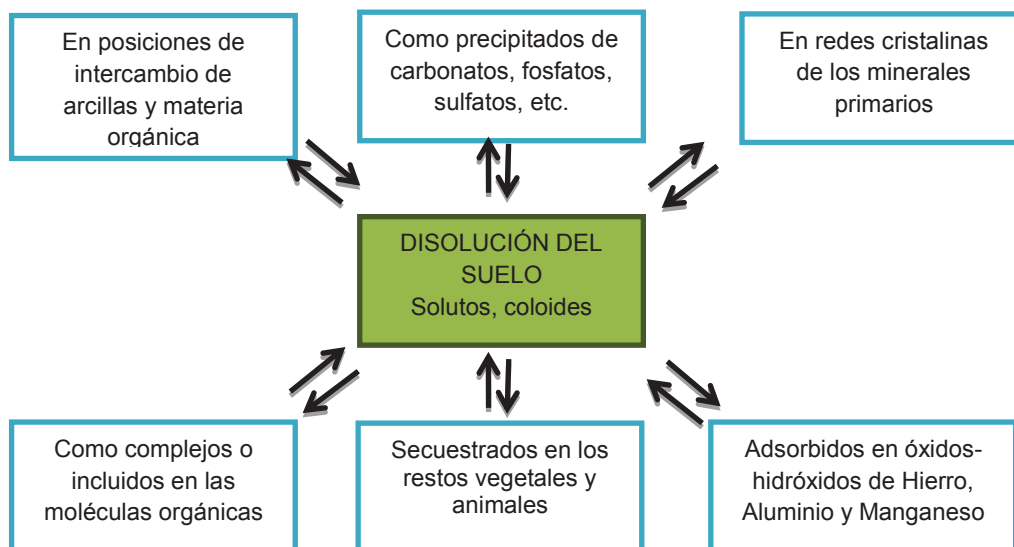 En posiciones de
intercambio de
arcillas y materia
orgánica
Como precipitados de
carbonatos, fosfatos,
sulfatos, etc.
En redes cristalinas
de los minerales
primarios
DISOLUCIÓN DEL
SUELO
Solutos, coloides
Como complejos o
incluidos en las
moléculas orgánicas
Secuestrados en los
restos vegetales y
animales
Adsorbidos en óxidos-
hidróxidos de Hierro,
Aluminio y Manganeso